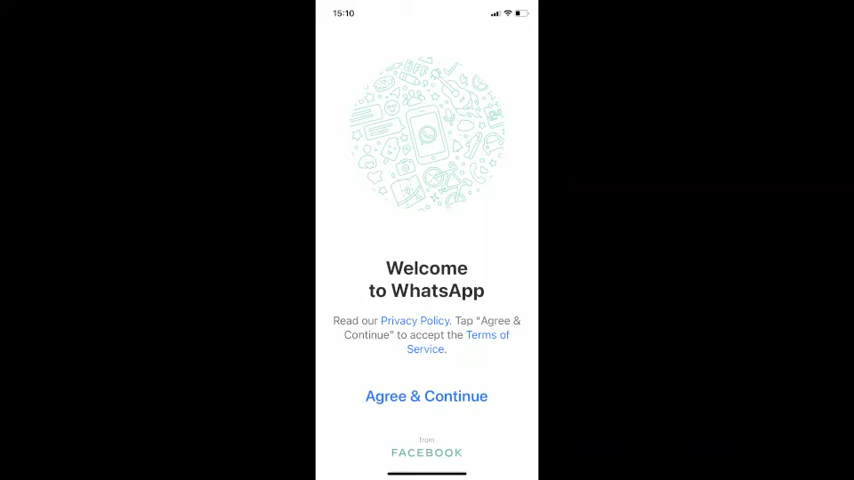 15:10
Welcome
to WhatsApp
Read our Privacy Policy. Tap “Agree &
Continue” to accept the Terms of
Service.
Agree & Continue
from
FACEBOOK